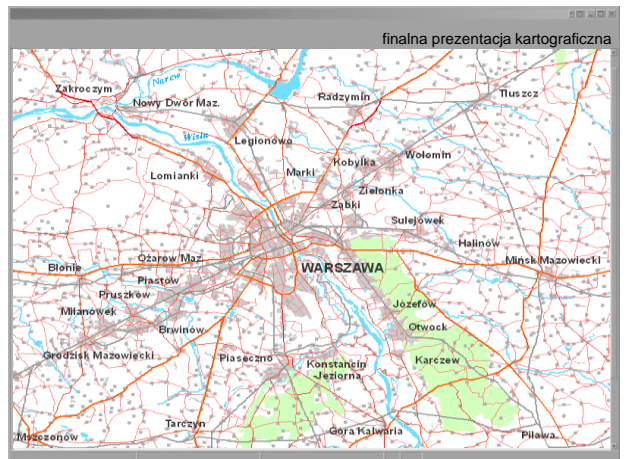 finalna prezentacja kartograficzna
Zakroczym
Narew
Nowy Dwór Maz.
Radzymin
Tłuszcz
Wisła
Legionowo
Łomianki
Marki
Kobyłka
Wołomin
Zielonka
Ząbki
Sulejówek
Halinów
Mińsk Mazowiecki
Błonie
Ożarów Maz.
WARSZAWA
Piastów
Pruszków
Milanówek
Brwinów
Józefów
Otwock
Grodzisk Mazowiecki
Piaseczno
Konstancin
-Jeziorna
Karczew
Mszczonów
Tarczyn
Góra Kalwaria
Pilawa